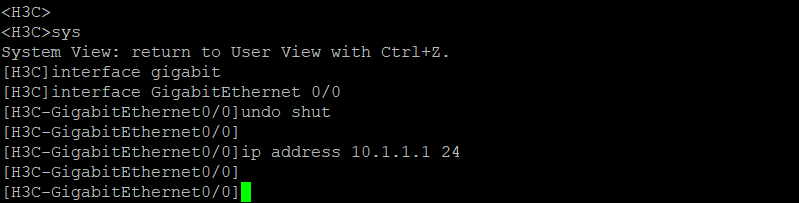 <H3C>
<H3C>sys
System View: return to User View with Ctrl+Z.
[H3C]interface gigabit
[H3C]interface GigabitEthernet 0/0
[H3C-GigabitEthernet0/0]undo shut
[H3C-GigabitEthernet0/0]
[H3C-GigabitEthernet0/0]ip address 10.1.1.1 24
[H3C-GigabitEthernet0/0]
[H3C-GigabitEthernet0/0]